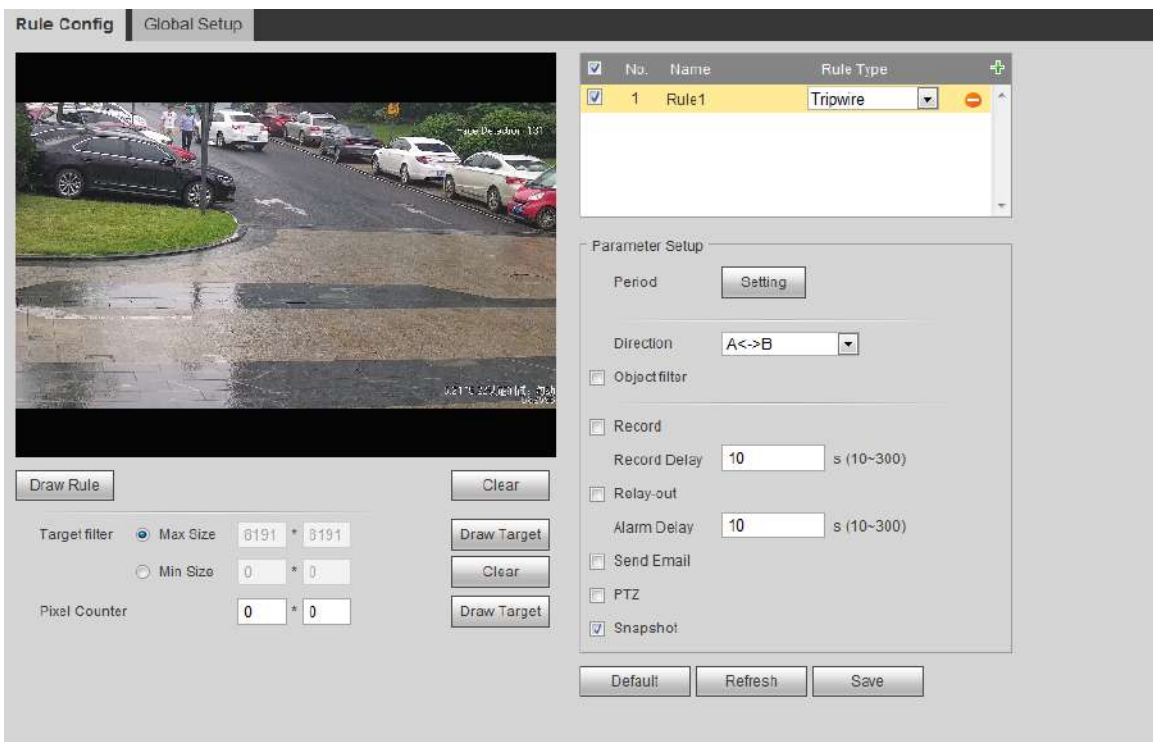 Rule Config Global Setup
No. Name Rule Type
1 Rule1 Tripwire
Parameter Setup
Period Setting
Direction A<->B
Object filter
Record
Record Delay 10 s (10~300)
Relay-out
Alarm Delay 10 s (10~300)
Send Email
PTZ
Snapshot
Default Refresh Save
Draw Rule Clear
Target filter Max Size 8191 * 8191 Draw Target
Min Size 0 * 0 Clear
Pixel Counter 0 * 0 Draw Target